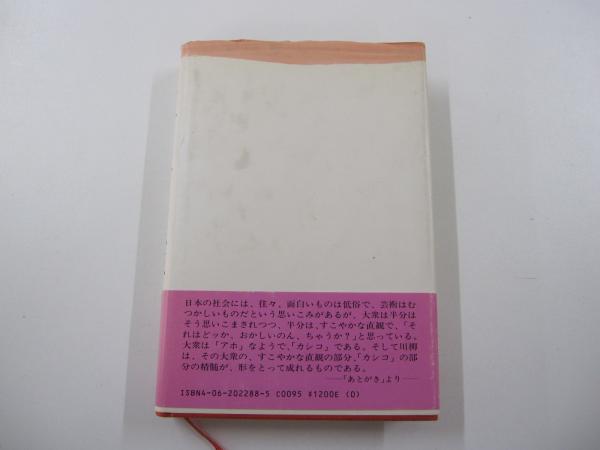 日本の社会には、往々、面白いものは低俗で、芸術はむ
つかしいものだという思いこみがあるが、大衆は半分は
そう思いこまされつつ、半分は、すこやかな直観で、「そ
れはどッか、おかしいのん、ちゃうか?」と思っている。
大衆は「アホ」なようで、「カシコ」である。そして川柳
は、その大衆の、すこやかな直観の部分、「カシコ」の部
分の精髄が、形をとって成れるものである。
——「あとがき」より——
ISBN4-06-202288-5 C0095 ¥1200E (0)